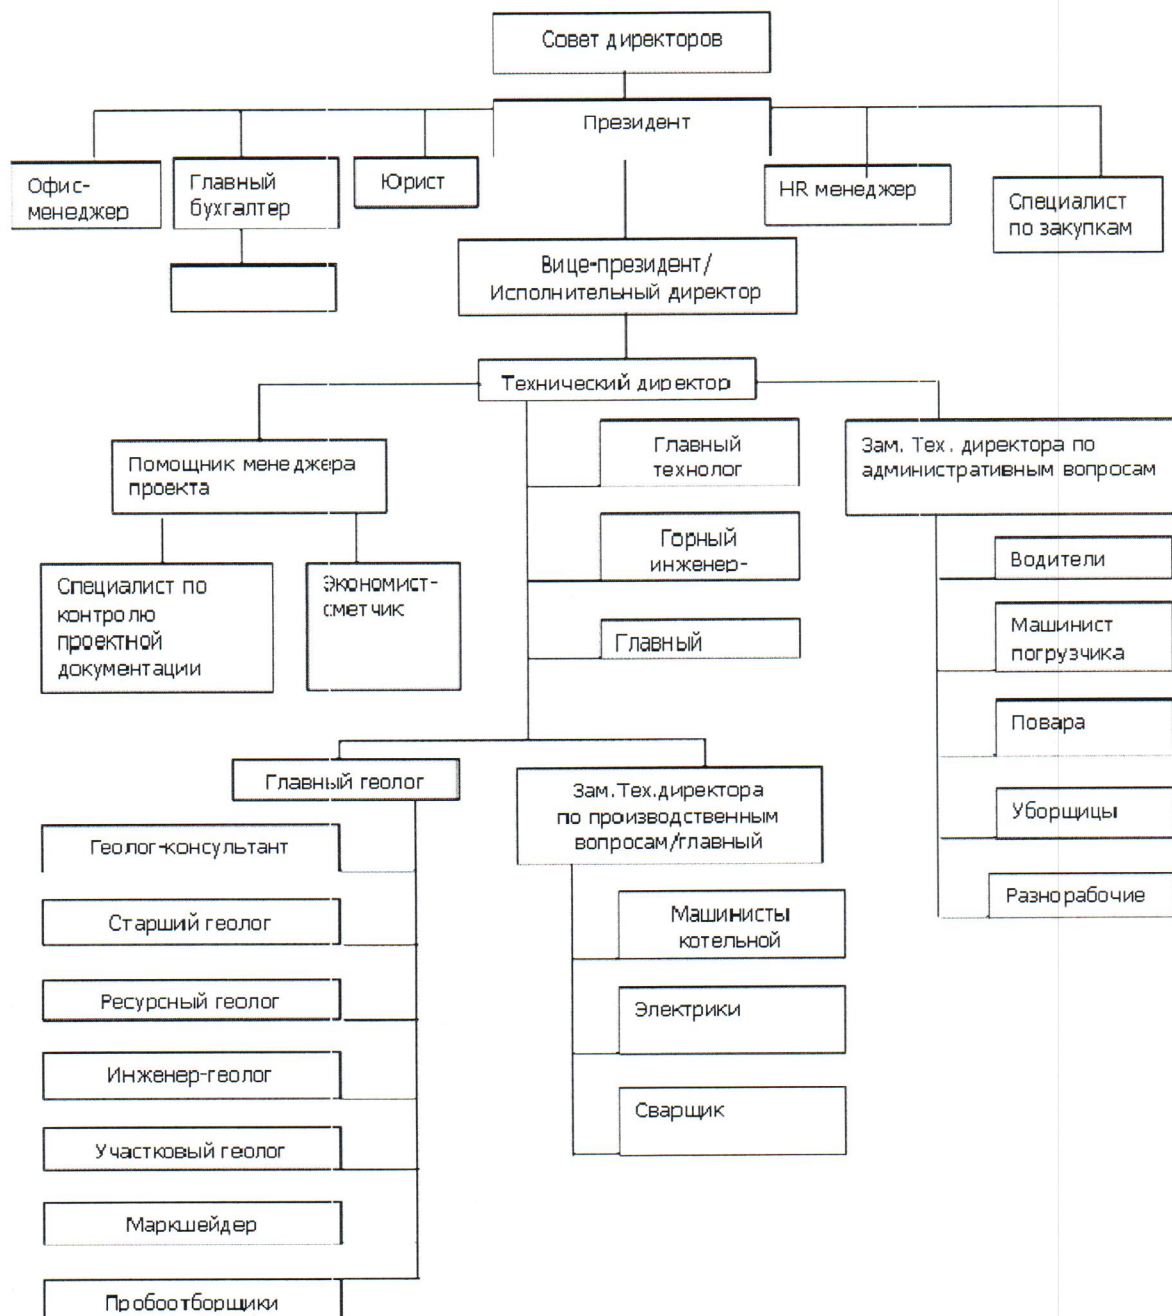 Совет директоров
Президент
Офис-
менеджер
Главный
бухгалтер
Юрист
HR менеджер
Специалист
по закупкам
Вице-президент/
Исполнительный директор
Технический директор
Помощник менеджера
проекта
Главный
технолог
Зам. Тех. директора по
административным вопросам
Специалист по
контролю
проектной
документации
Экономист-
сметчик
Горный
инженер-
Главный
Водители
Машинист
погрузчика
Повара
Уборщицы
Разнорабочие
Главный геолог
Зам.Тех.директора
по производственным
вопросам/главный
Геолог-консультант
Старший геолог
Ресурсный геолог
Инженер-геолог
Участковый геолог
Маркшейдер
Пробоотборщики
Машинисты
котельной
Электрики
Сварщик